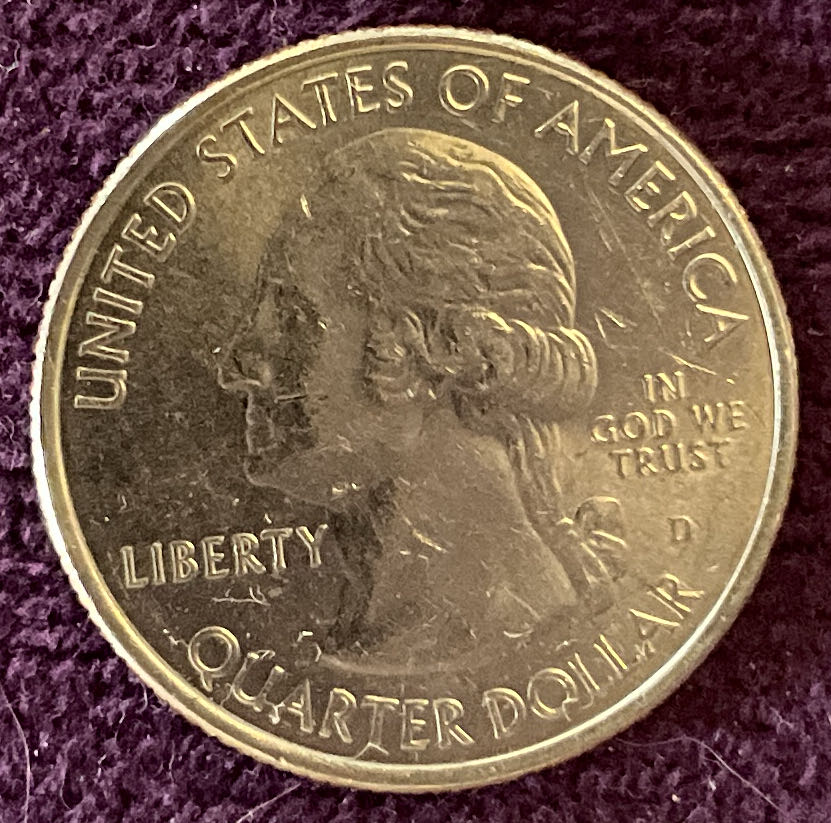 UNITED STATES OF AMERICA
IN
GOD WE
TRUST
D
LIBERTY
QUARTER DOLLAR